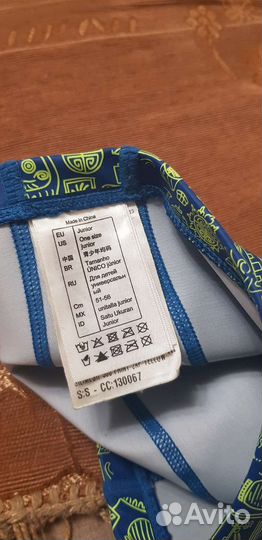 Made in China
EU Junior
US One size
Junior
中国 青少年均码
BR Tamanho
ÚNICO júnior
RU Для детей
универсальный
Cm 51-56
MX unitalla junior
ID Satu Ukuran
Junior
S:S - CC:130067
Avito